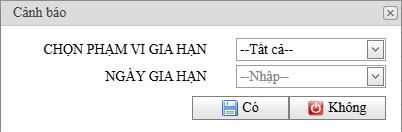 Cảnh báo
CHỌN PHẠM VI GIA HẠN --Tất cả--
NGÀY GIA HẠN --Nhập--
Có Không